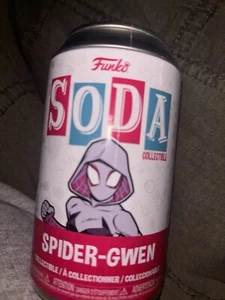 Funko
SODA
COLLECTIBLE
SPIDER-GWEN
COLLECTIBLE / À COLLECTIONNER / COLECCIONABLE